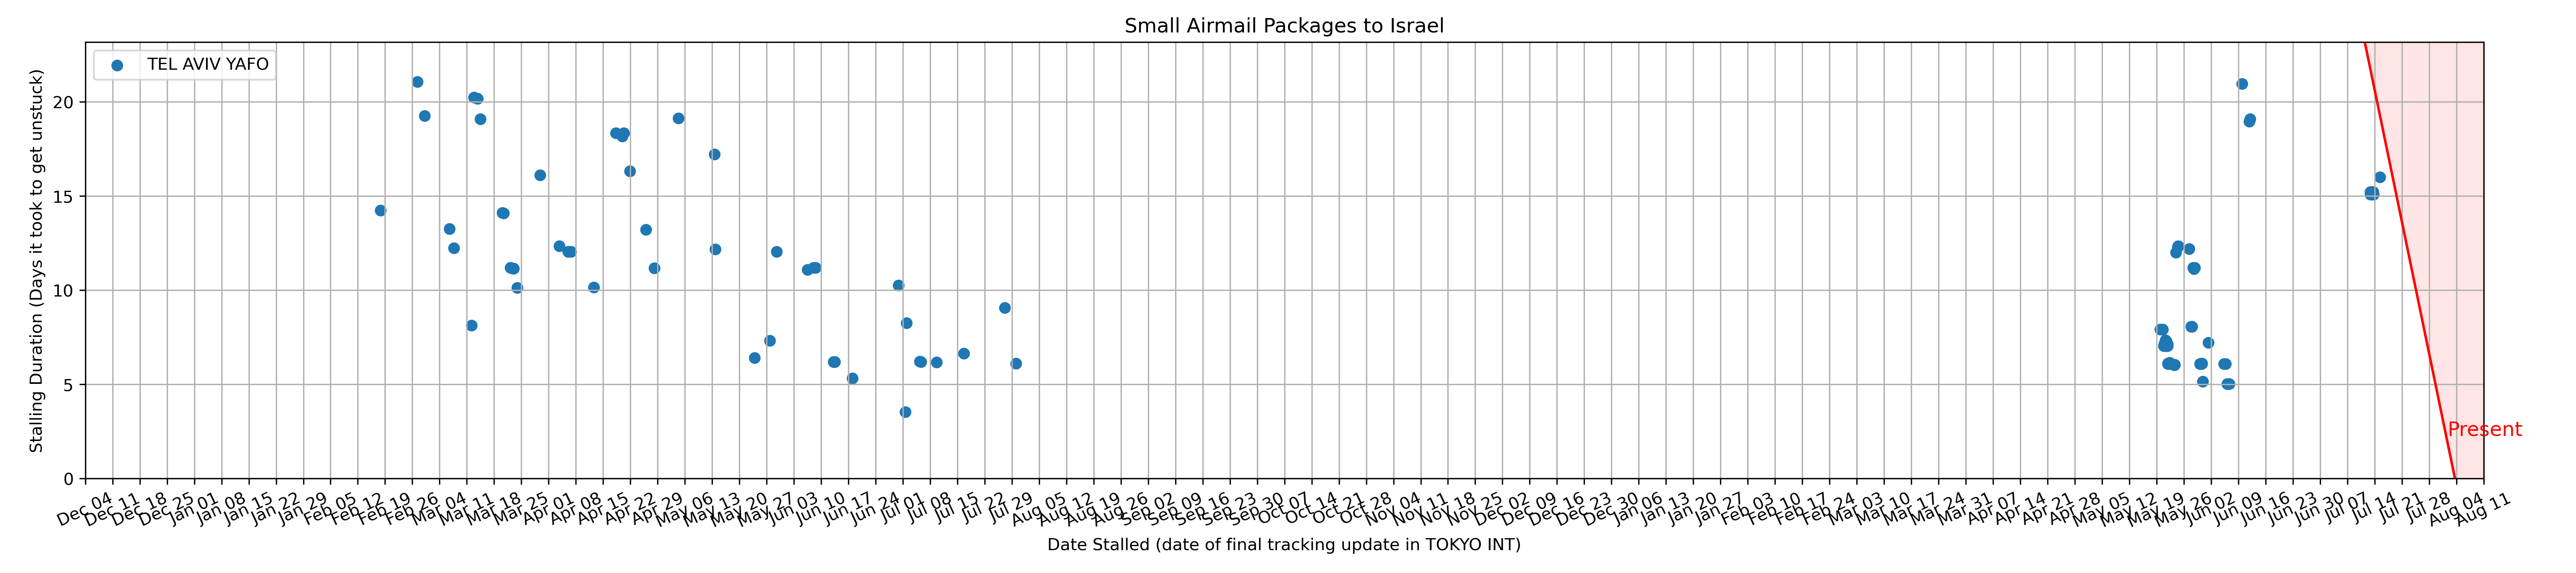 Small Airmail Packages to Israel
TEL AVIV YAFO
Stalling Duration (Days it took to get unstuck)
20
15
10
5
0
Present
Dec 04
Dec 11
Dec 18
Dec 25
Jan 01
Jan 08
Jan 15
Jan 22
Jan 29
Feb 05
Feb 12
Feb 19
Feb 26
Mar 04
Mar 11
Mar 18
Mar 25
Apr 01
Apr 08
Apr 15
Apr 22
Apr 29
May 06
May 13
May 20
May 27
Jun 03
Jun 10
Jun 17
Jun 24
Jul 01
Jul 08
Jul 15
Jul 22
Jul 29
Aug 05
Aug 12
Aug 19
Aug 26
Sep 02
Sep 09
Sep 16
Sep 23
Sep 30
Oct 07
Oct 14
Oct 21
Oct 28
Nov 04
Nov 11
Nov 18
Nov 25
Dec 02
Dec 09
Dec 16
Dec 23
Dec 30
Jan 06
Jan 13
Jan 20
Jan 27
Feb 03
Feb 10
Feb 17
Feb 24
Mar 03
Mar 10
Mar 17
Mar 24
Mar 31
Apr 07
Apr 14
Apr 21
Apr 28
May 05
May 12
May 19
May 26
Jun 02
Jun 09
Jun 16
Jun 23
Jun 30
Jul 07
Jul 14
Jul 21
Jul 28
Aug 04
Aug 11
Date Stalled (date of final tracking update in TOKYO INT)